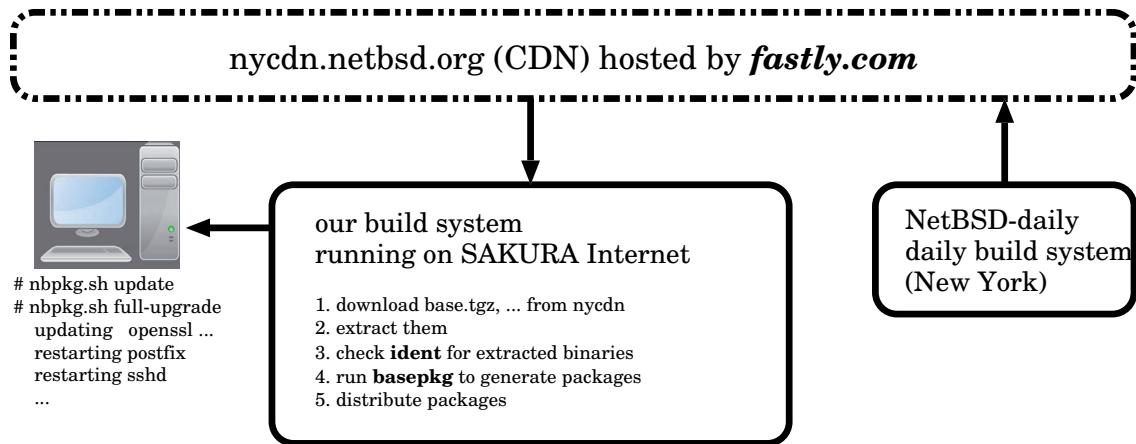 nycdn.netbsd.org (CDN) hosted by fastly.com
# nbpkg.sh update
# nbpkg.sh full-upgrade
updating openssl ...
restarting postfix
restarting sshd
...
our build system
running on SAKURA Internet
1. download base.tgz, ... from nycdn
2. extract them
3. check ident for extracted binaries
4. run basepkg to generate packages
5. distribute packages
NetBSD-daily
daily build system
(New York)